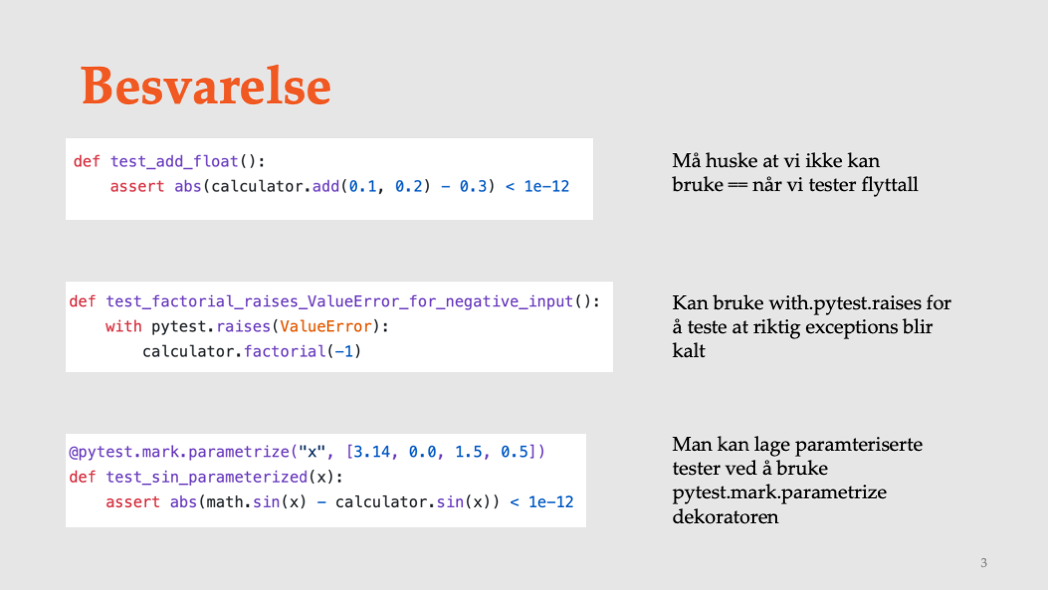 Besvarelse
def test_add_float():
    assert abs(calculator.add(0.1, 0.2) - 0.3) < 1e-12
Må huske at vi ikke kan
bruke == når vi tester flyttall
def test_factorial_raises_ValueError_for_negative_input():
    with pytest.raises(ValueError):
        calculator.factorial(-1)
Kan bruke with.pytest.raises for
å teste at riktig exceptions blir
kalt
@pytest.mark.parametrize("x", [3.14, 0.0, 1.5, 0.5])
def test_sin_parameterized(x):
    assert abs(math.sin(x) - calculator.sin(x)) < 1e-12
Man kan lage paramteriserte
tester ved å bruke
pytest.mark.parametrize
dekoratoren
3